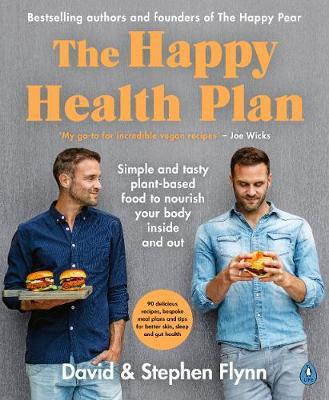 Bestselling authors and founders of The Happy Pear
The Happy
Health Plan
'My go-to for incredible vegan recipes' – Joe Wicks
Simple and tasty
plant-based
food to nourish
your body
inside
and out
90 delicious
recipes, bespoke
meal plans and tips
for better skin, sleep
and gut health
David & Stephen Flynn
LIFE